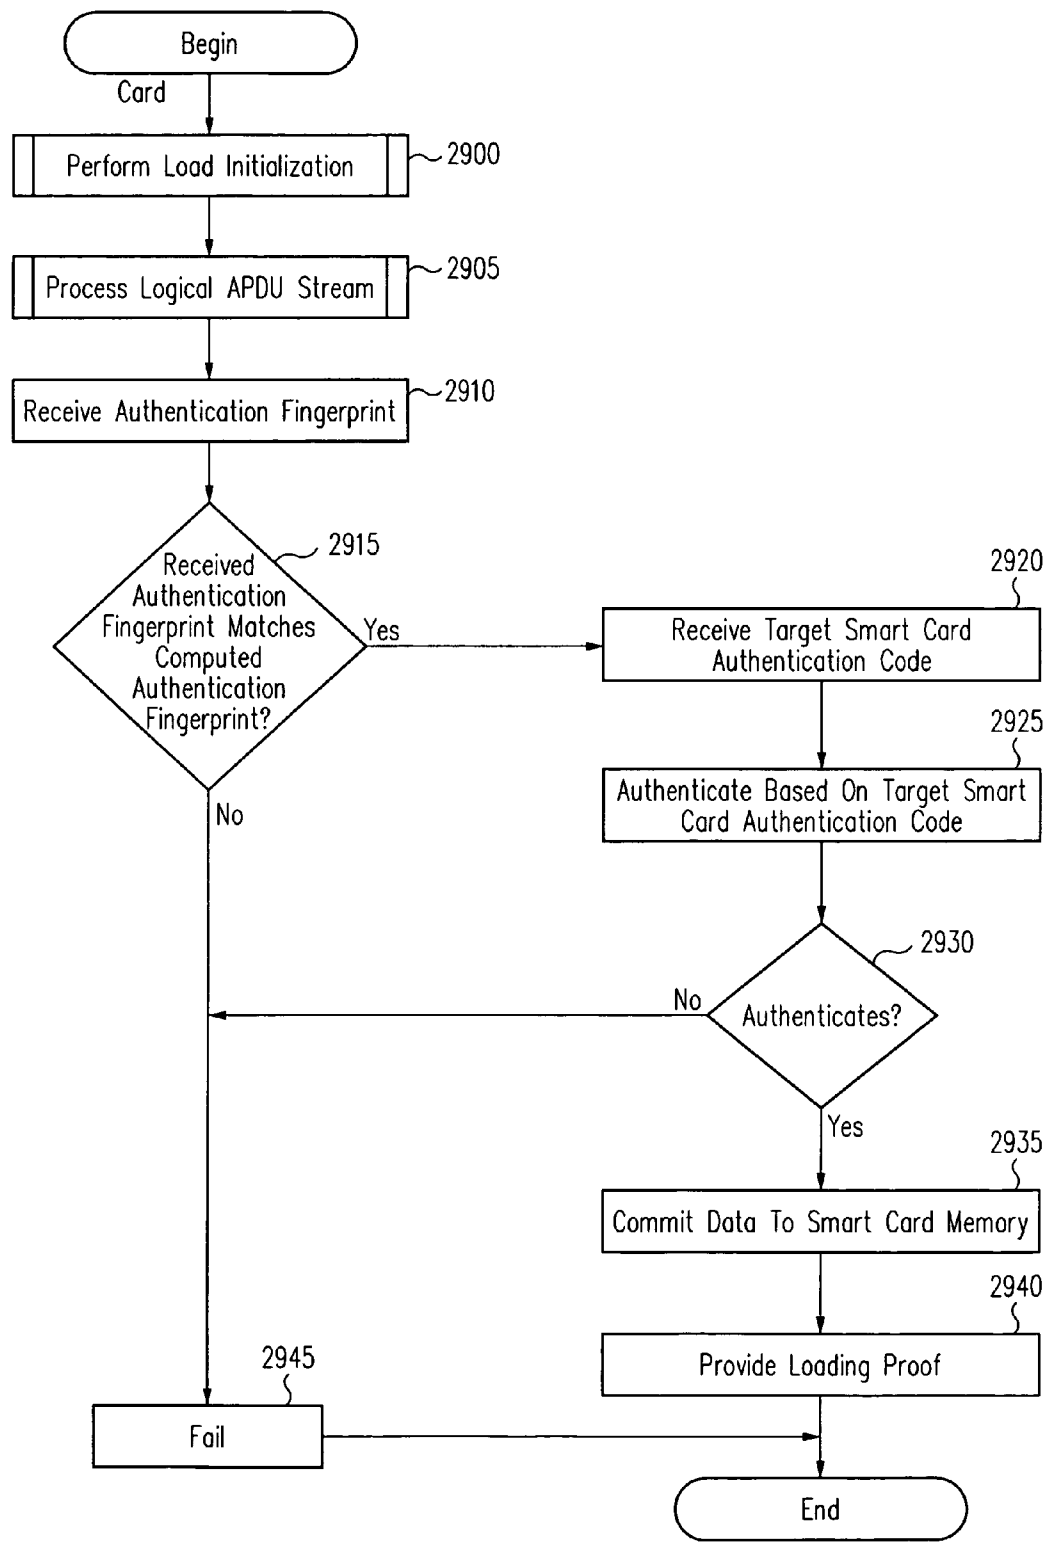 Begin
Card
Perform Load Initialization
2900
Process Logical APDU Stream
2905
Receive Authentication Fingerprint
2910
Received
Authentication
Fingerprint Matches
Computed
Authentication
Fingerprint?
2915
Yes
No
2920
Receive Target Smart Card
Authentication Code
2925
Authenticate Based On Target Smart
Card Authentication Code
2930
Authenticates?
No
Yes
2935
Commit Data To Smart Card Memory
2940
Provide Loading Proof
2945
Fail
End